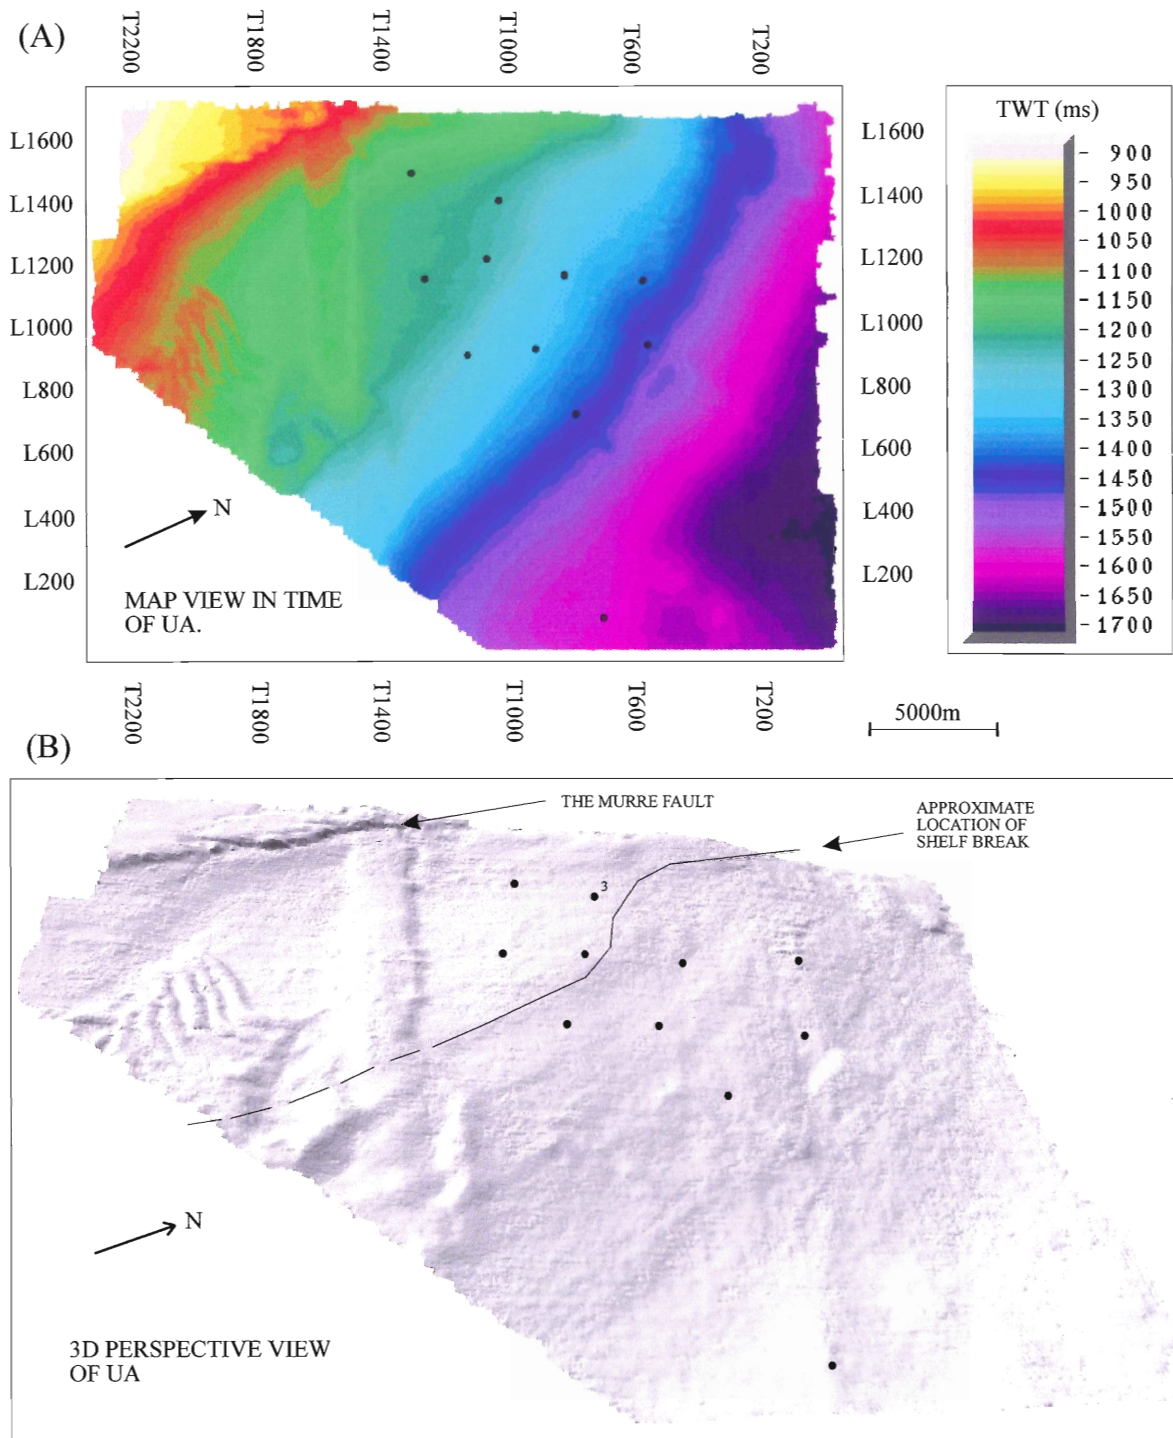 (A)
T2200 T1800 T1400 T1000 T600 T200
TWT (ms)
L1600
L1400
L1200
L1000
L800
L600
L400
L200
L1600
L1400
L1200
L1000
L800
L600
L400
L200
- 900
- 950
- 1000
- 1050
- 1100
- 1150
- 1200
- 1250
- 1300
- 1350
- 1400
- 1450
- 1500
- 1550
- 1600
- 1650
- 1700
N
MAP VIEW IN TIME
OF UA.
T2200 T1800 T1400 T1000 T600 T200
5000m
(B)
THE MURRE FAULT
APPROXIMATE
LOCATION OF
SHELF BREAK
3
N
3D PERSPECTIVE VIEW
OF UA